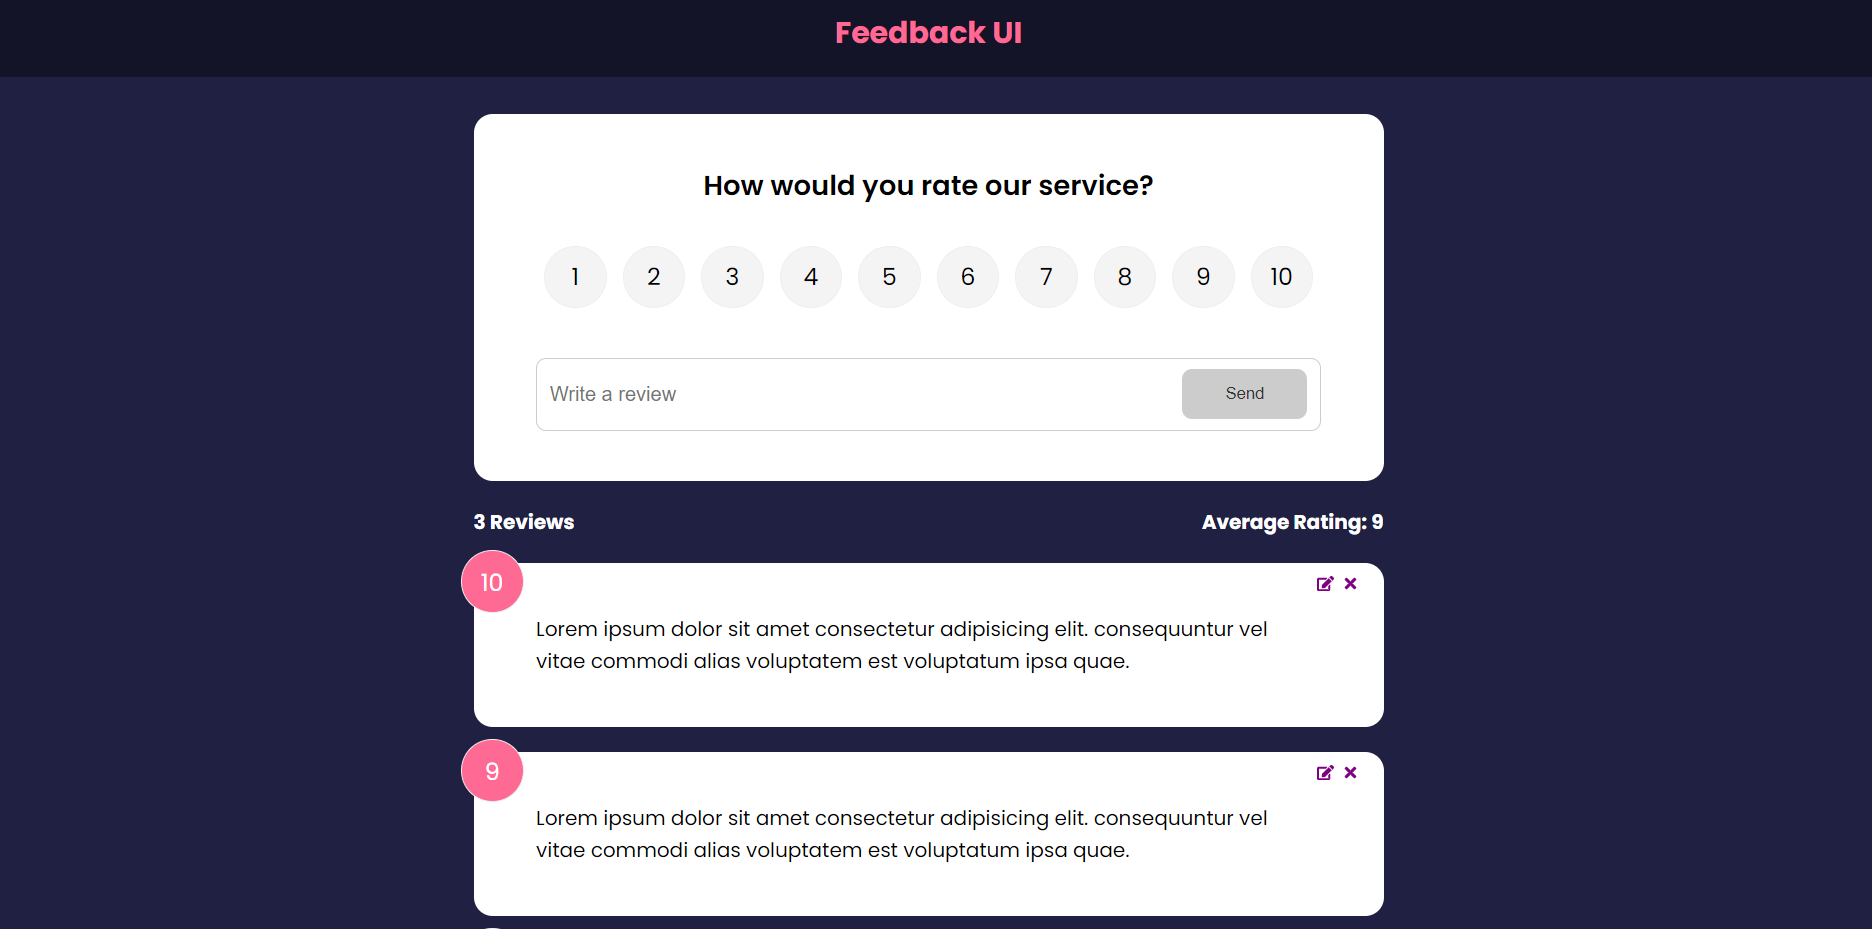 Feedback UI
How would you rate our service?
1 2 3 4 5 6 7 8 9 10
Write a review
Send
3 Reviews
Average Rating: 9
10
Lorem ipsum dolor sit amet consectetur adipisicing elit. consequuntur vel
vitae commodi alias voluptatem est voluptatum ipsa quae.
9
Lorem ipsum dolor sit amet consectetur adipisicing elit. consequuntur vel
vitae commodi alias voluptatem est voluptatum ipsa quae.